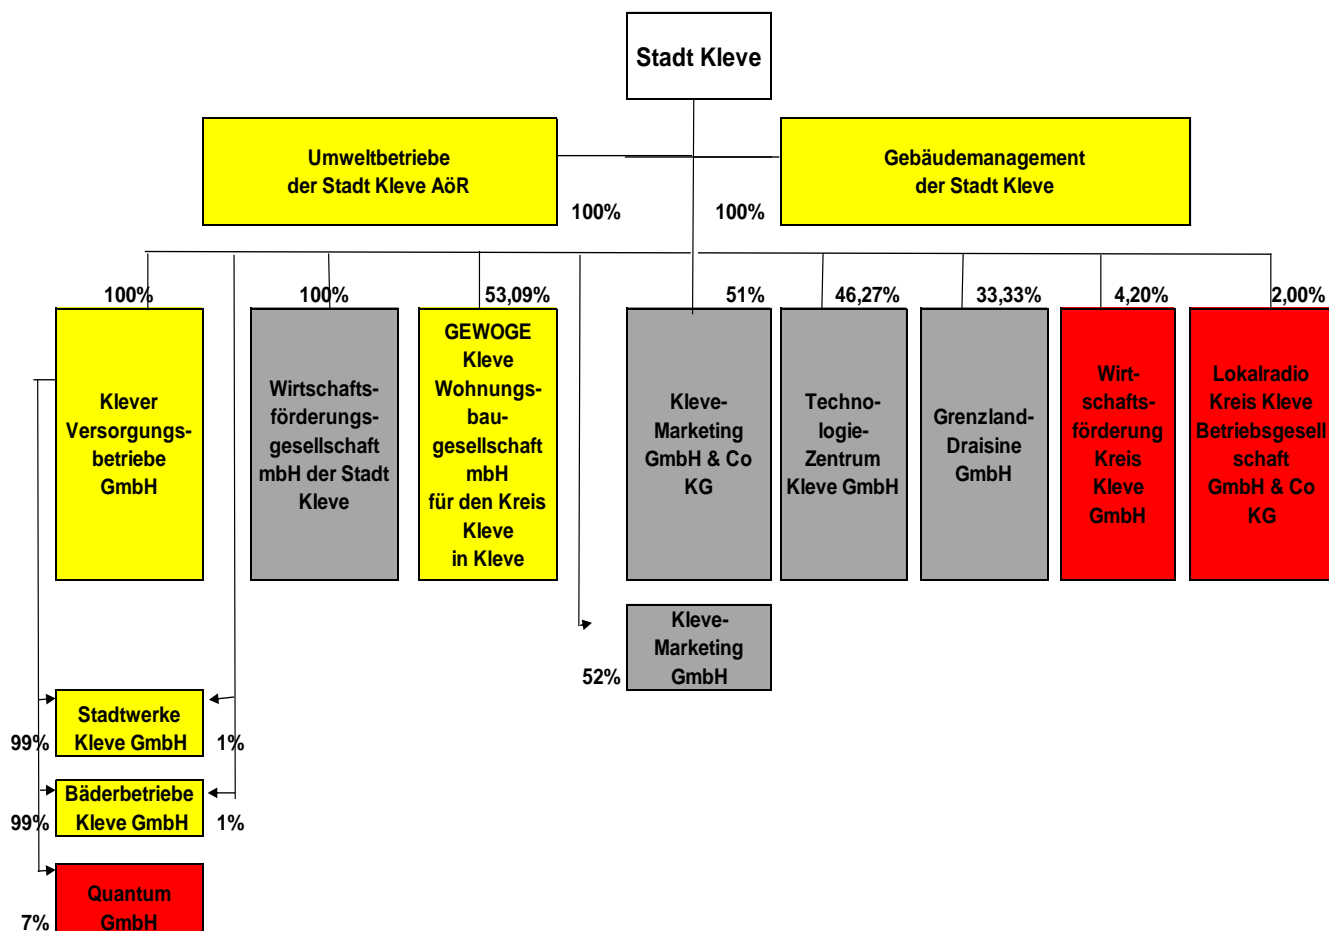 Stadt Kleve
Umweltbetriebe
der Stadt Kleve AöR
Gebäudemanagement
der Stadt Kleve
100%
100%
100%
100%
53,09%
51%
46,27%
33,33%
4,20%
2,00%
Klever
Versorgungs-
betriebe
GmbH
Wirtschafts-
förderungs-
gesellschaft
mbH der Stadt
Kleve
GEWOGE
Kleve
Wohnungs-
bau-
gesellschaft
mbH
für den Kreis
Kleve
in Kleve
Kleve-
Marketing
GmbH & Co
KG
Techno-
logie-
Zentrum
Kleve GmbH
Grenzland-
Draisine
GmbH
Wirt-
schafts-
förderung
Kreis
Kleve
GmbH
Lokalradio
Kreis Kleve
Betriebsgesell
schaft
GmbH & Co
KG
Kleve-
Marketing
GmbH
52%
Stadtwerke
Kleve GmbH
99%
1%
Bäderbetriebe
Kleve GmbH
99%
1%
Quantum
GmbH
7%